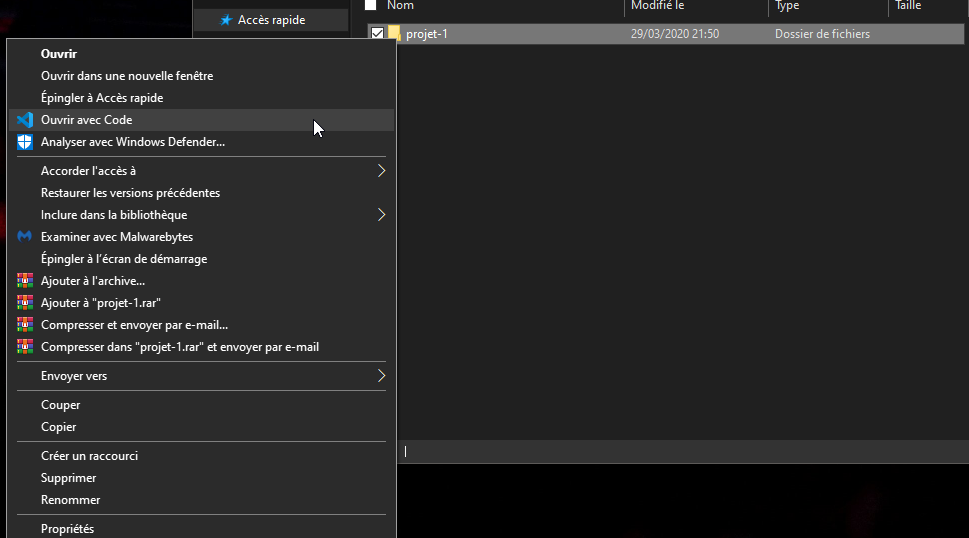 Nom Modifié le Type Taille
Accès rapide
projet-1 29/03/2020 21:50 Dossier de fichiers
Ouvrir
Ouvrir dans une nouvelle fenêtre
Épingler à Accès rapide
Ouvrir avec Code
Analyser avec Windows Defender...
Accorder l'accès à
Restaurer les versions précédentes
Inclure dans la bibliothèque
Examiner avec Malwarebytes
Épingler à l’écran de démarrage
Ajouter à l'archive...
Ajouter à "projet-1.rar"
Compresser et envoyer par e-mail...
Compresser dans "projet-1.rar" et envoyer par e-mail
Envoyer vers
Couper
Copier
Créer un raccourci
Supprimer
Renommer
Propriétés